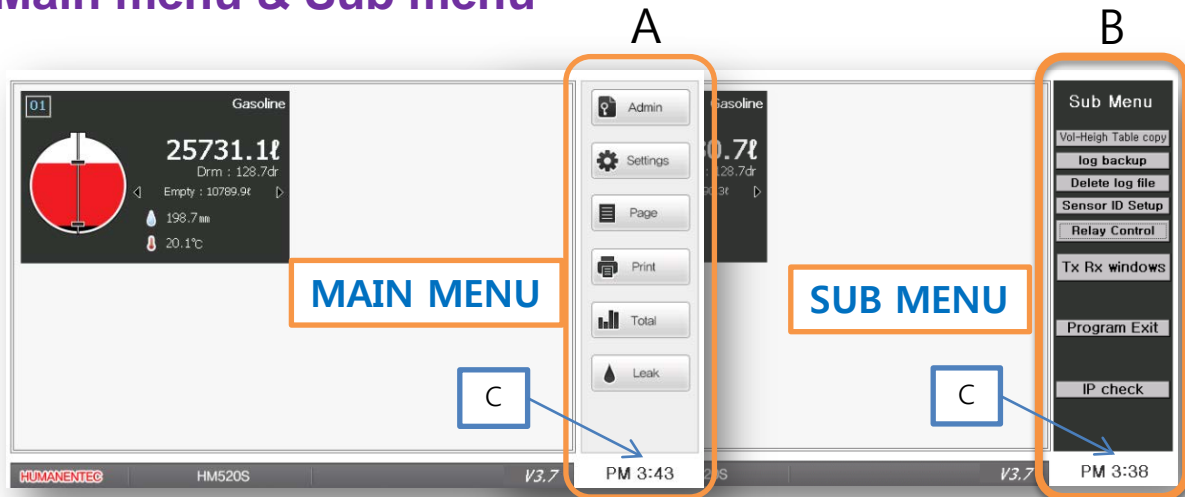 Main menu & Sub menu
A
B
01
Gasoline
25731.1ℓ
Drm : 128.7dr
Empty : 10789.9ℓ
198.7㎜
20.1℃
MAIN MENU
C
HUMANENTEC
HM520S
V3.7
Admin
Settings
Page
Print
Total
Leak
PM 3:43
Gasoline
0.7ℓ
: 128.7dr
SUB MENU
C
20S
V3.7
Sub Menu
Vol-Heigh Table copy
log backup
Delete log file
Sensor ID Setup
Relay Control
Tx Rx windows
Program Exit
IP check
PM 3:38